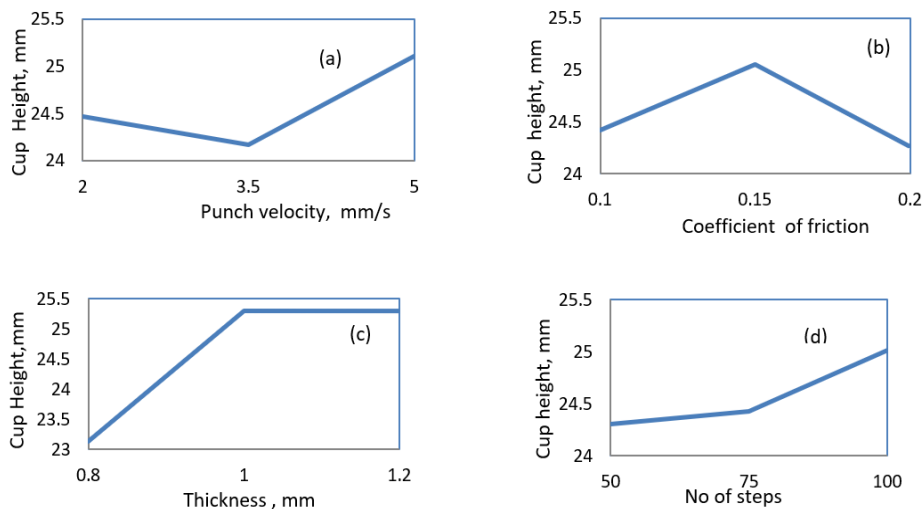 Cup Height, mm
25.5
25
24.5
24
(a)
2
3.5
5
Punch velocity, mm/s
Cup height, mm
25.5
25
24.5
24
(b)
0.1
0.15
0.2
Coefficient of friction
Cup Height,mm
25.5
25
24.5
24
23.5
23
(c)
0.8
1
1.2
Thickness , mm
Cup height, mm
25.5
25
24.5
24
(d)
50
75
100
No of steps